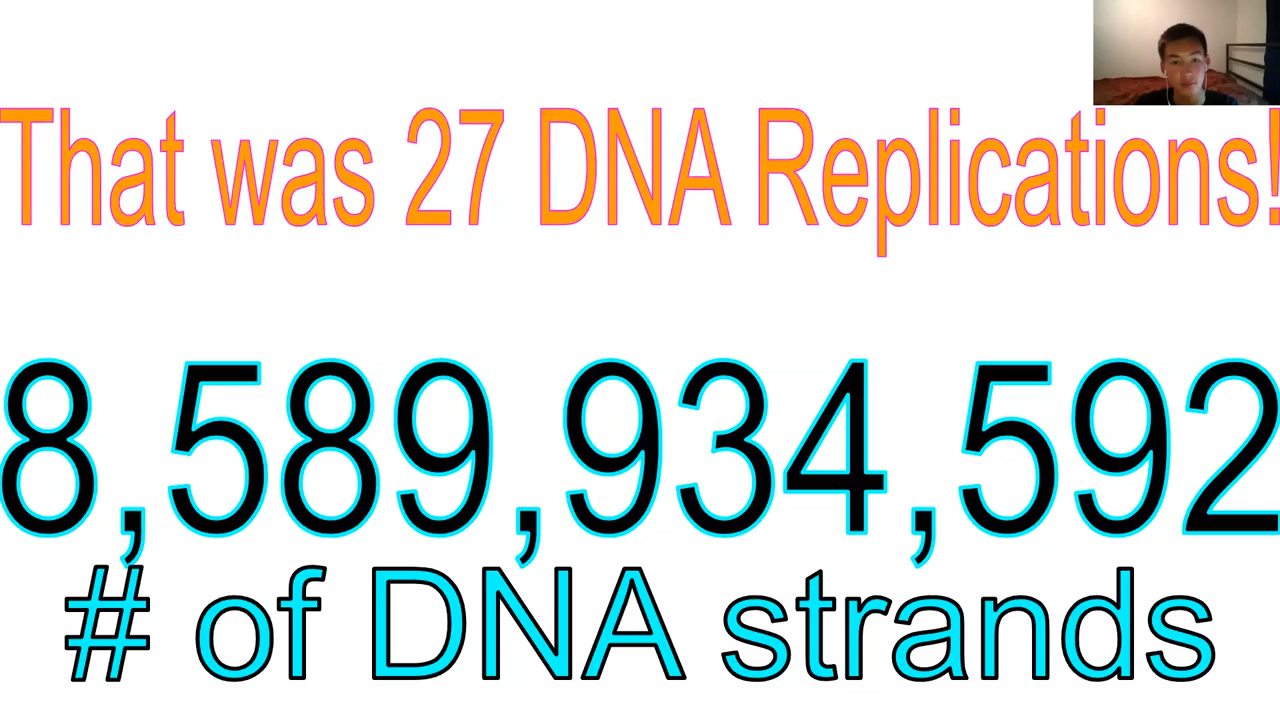 That was 27 DNA Replications!
8,589,934,592
# of DNA strands